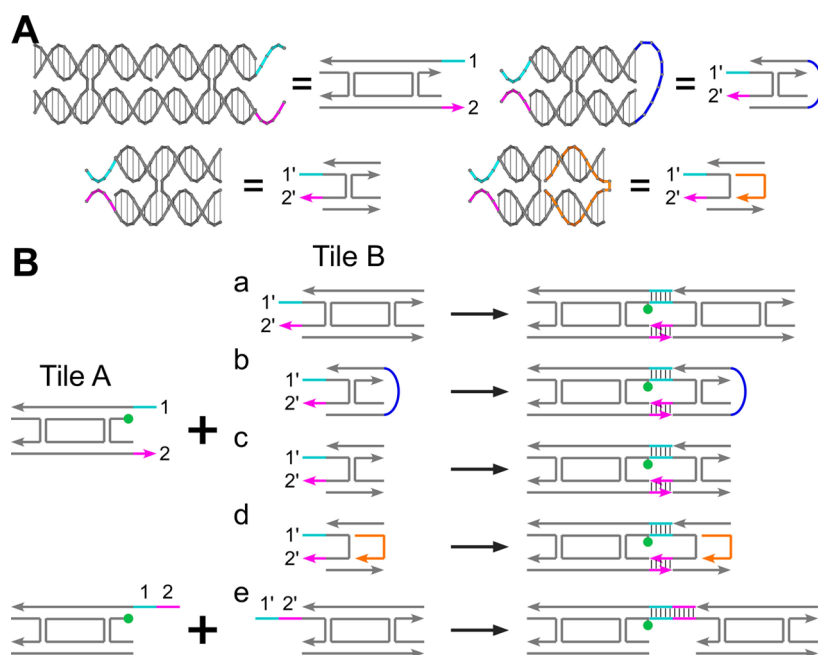 A
=
1
2
=
1'
2'
=
1'
2'
=
1'
2'
B
Tile B
a
1'
2'
b
Tile A
1'
2'
1
+
2
c
1'
2'
d
1'
2'
1 2
e
1' 2'
+